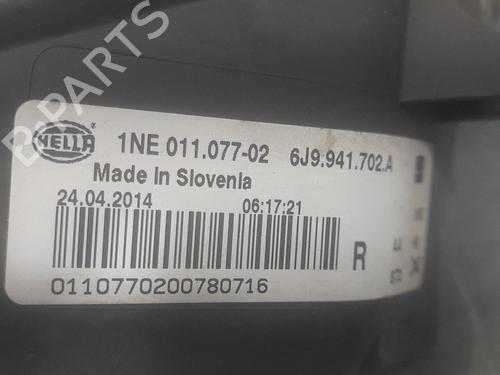 B-PARTS
HELLA 1NE 011.077-02 6J9.941.702.A
Made in Slovenia
24.04.2014 06:17:21
R
0110770200780716